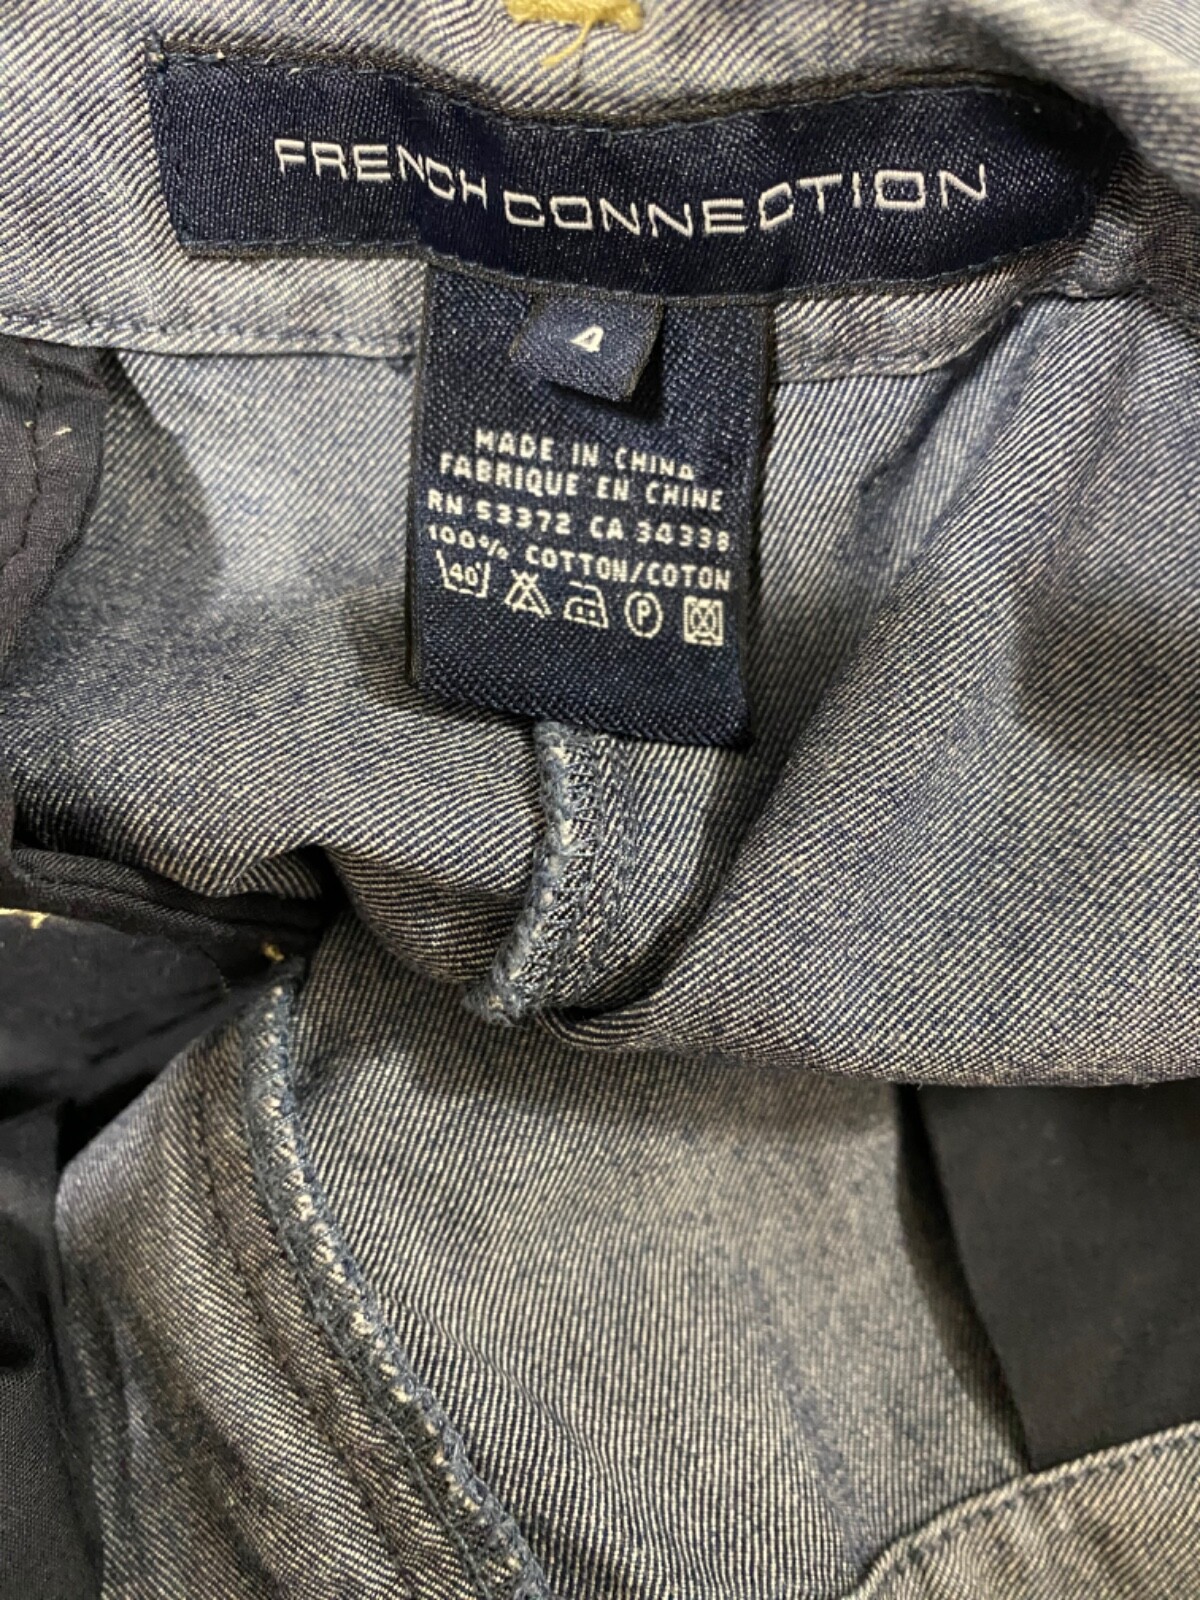 FRENCH CONNECTION
4
MADE IN CHINA
FABRIQUE EN CHINE
RN 53372 CA 34338
100% COTTON/COTON
40 P